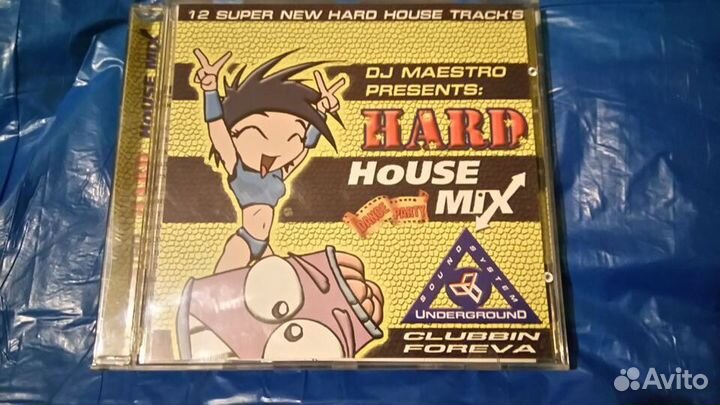 12 SUPER NEW HARD HOUSE TRACK'S
HARD HOUSE MIX
DJ MAESTRO
PRESENTS:
HARD
HOUSE
MIX
DANCE PARTY
SOUND SYSTEM
UNDERGROUND
CLUBBIN
FOREVA
Avito